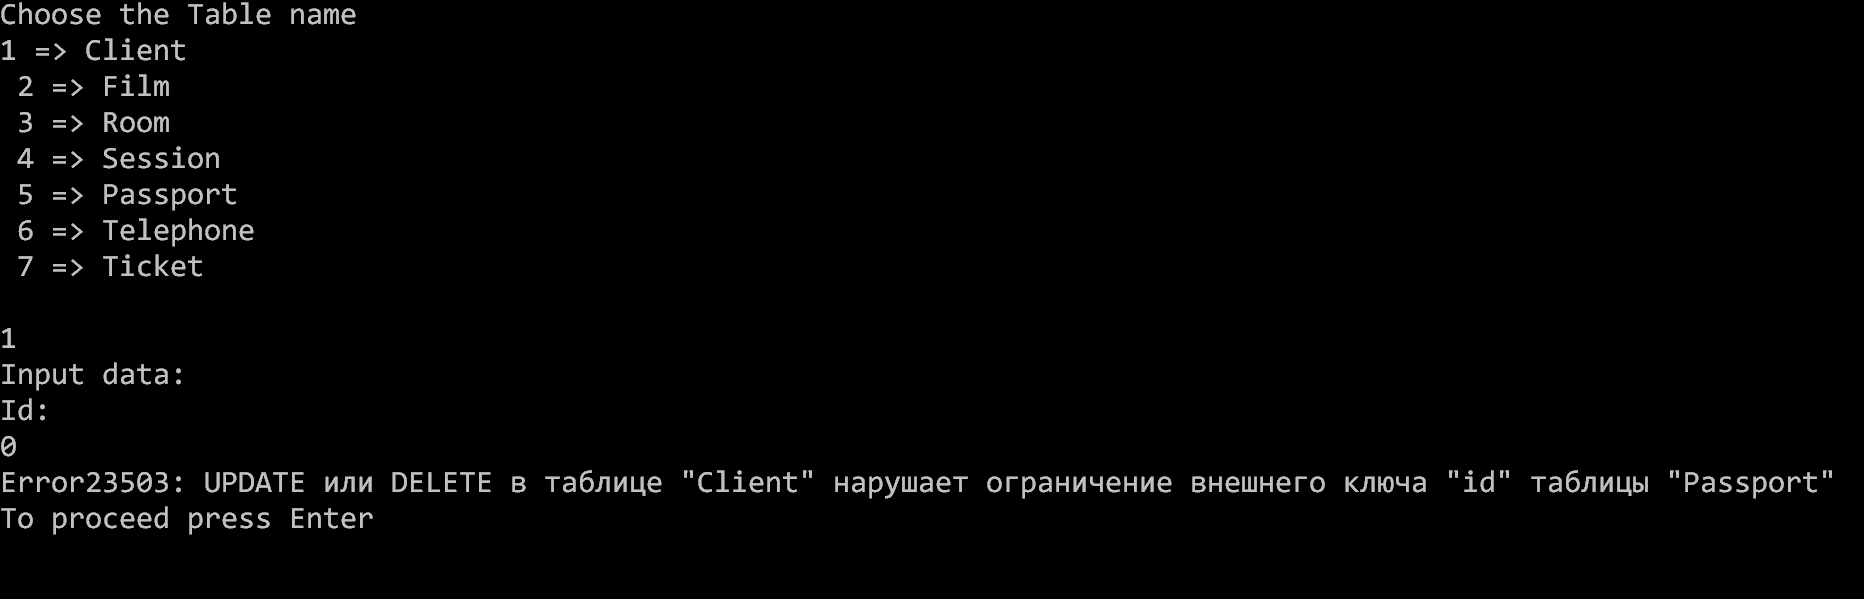 Choose the Table name
1 => Client
2 => Film
3 => Room
4 => Session
5 => Passport
6 => Telephone
7 => Ticket
1
Input data:
Id:
0
Error23503: UPDATE или DELETE в таблице "Client" нарушает ограничение внешнего ключа "id" таблицы "Passport"
To proceed press Enter